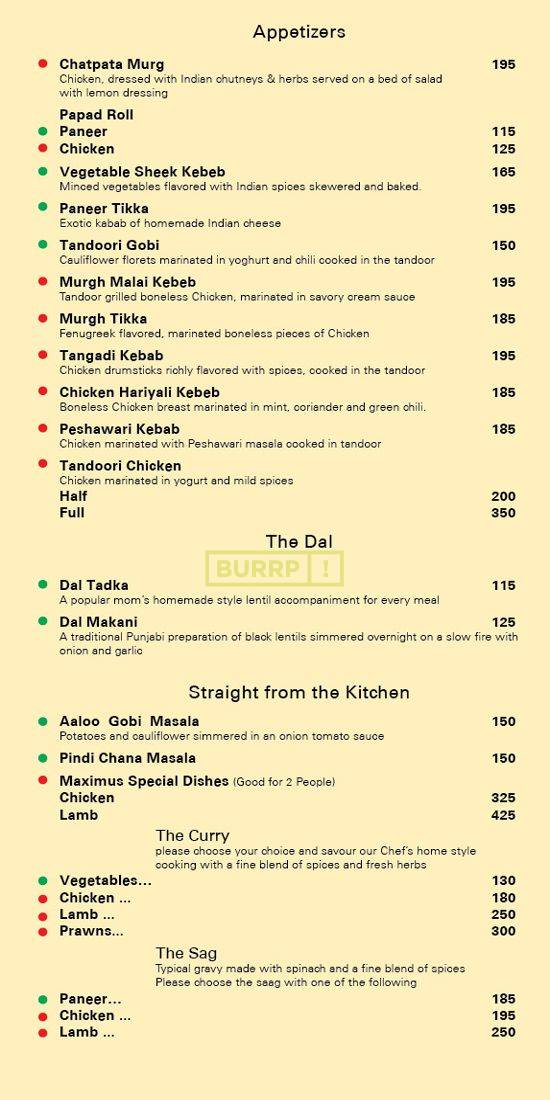 Appetizers
Chatpata Murg 195
Chicken, dressed with Indian chutneys & herbs served on a bed of salad
with lemon dressing
Papad Roll
Paneer 115
Chicken 125
Vegetable Sheek Kebeb 165
Minced vegetables flavored with Indian spices skewered and baked.
Paneer Tikka 195
Exotic kabab of homemade Indian cheese
Tandoori Gobi 150
Cauliflower florets marinated in yoghurt and chili cooked in the tandoor
Murgh Malai Kebeb 195
Tandoor grilled boneless Chicken, marinated in savory cream sauce
Murgh Tikka 185
Fenugreek flavored, marinated boneless pieces of Chicken
Tangadi Kebab 195
Chicken drumsticks richly flavored with spices, cooked in the tandoor
Chicken Hariyali Kebeb 185
Boneless Chicken breast marinated in mint, coriander and green chili.
Peshawari Kebab 185
Chicken marinated with Peshawari masala cooked in tandoor
Tandoori Chicken
Chicken marinated in yogurt and mild spices
Half 200
Full 350
The Dal
BURRP !
Dal Tadka 115
A popular mom's homemade style lentil accompaniment for every meal
Dal Makani 125
A traditional Punjabi preparation of black lentils simmered overnight on a slow fire with
onion and garlic
Straight from the Kitchen
Aaloo Gobi Masala 150
Potatoes and cauliflower simmered in an onion tomato sauce
Pindi Chana Masala 150
Maximus Special Dishes (Good for 2 People)
Chicken 325
Lamb 425
The Curry
please choose your choice and savour our Chef's home style
cooking with a fine blend of spices and fresh herbs
Vegetables... 130
Chicken ... 180
Lamb ... 250
Prawns... 300
The Sag
Typical gravy made with spinach and a fine blend of spices
Please choose the saag with one of the following
Paneer... 185
Chicken ... 195
Lamb ... 250